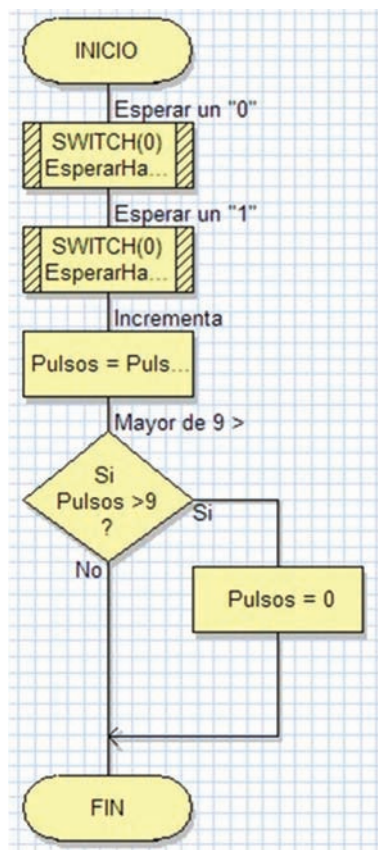 INICIO
Esperar un "0"
SWITCH(0)
EsperarHa...
Esperar un "1"
SWITCH(0)
EsperarHa...
Incrementa
Pulsos = Puls...
Mayor de 9 >
Si
Pulsos >9
?
Si
No
Pulsos = 0
FIN